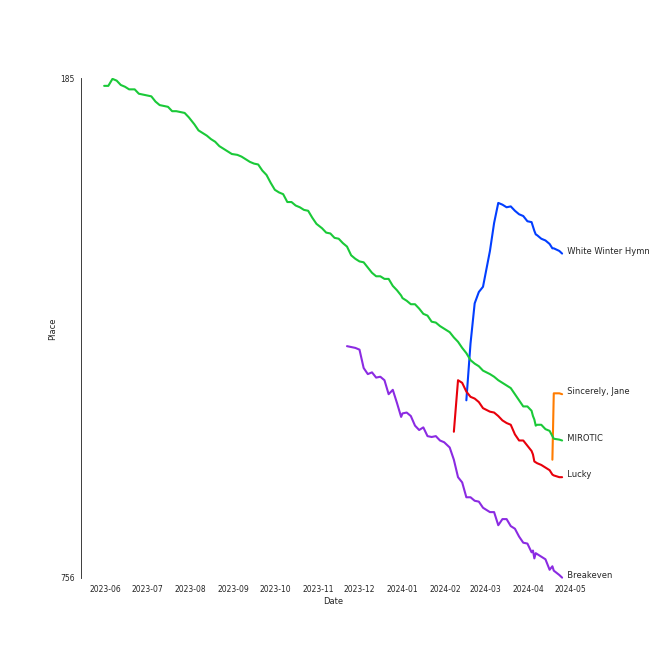 185
White Winter Hymn
Place
Sincerely, Jane
MIROTIC
Lucky
Breakeven
756
2023-06 2023-07 2023-08 2023-09 2023-10 2023-11 2023-12 2024-01 2024-02 2024-03 2024-04 2024-05
Date